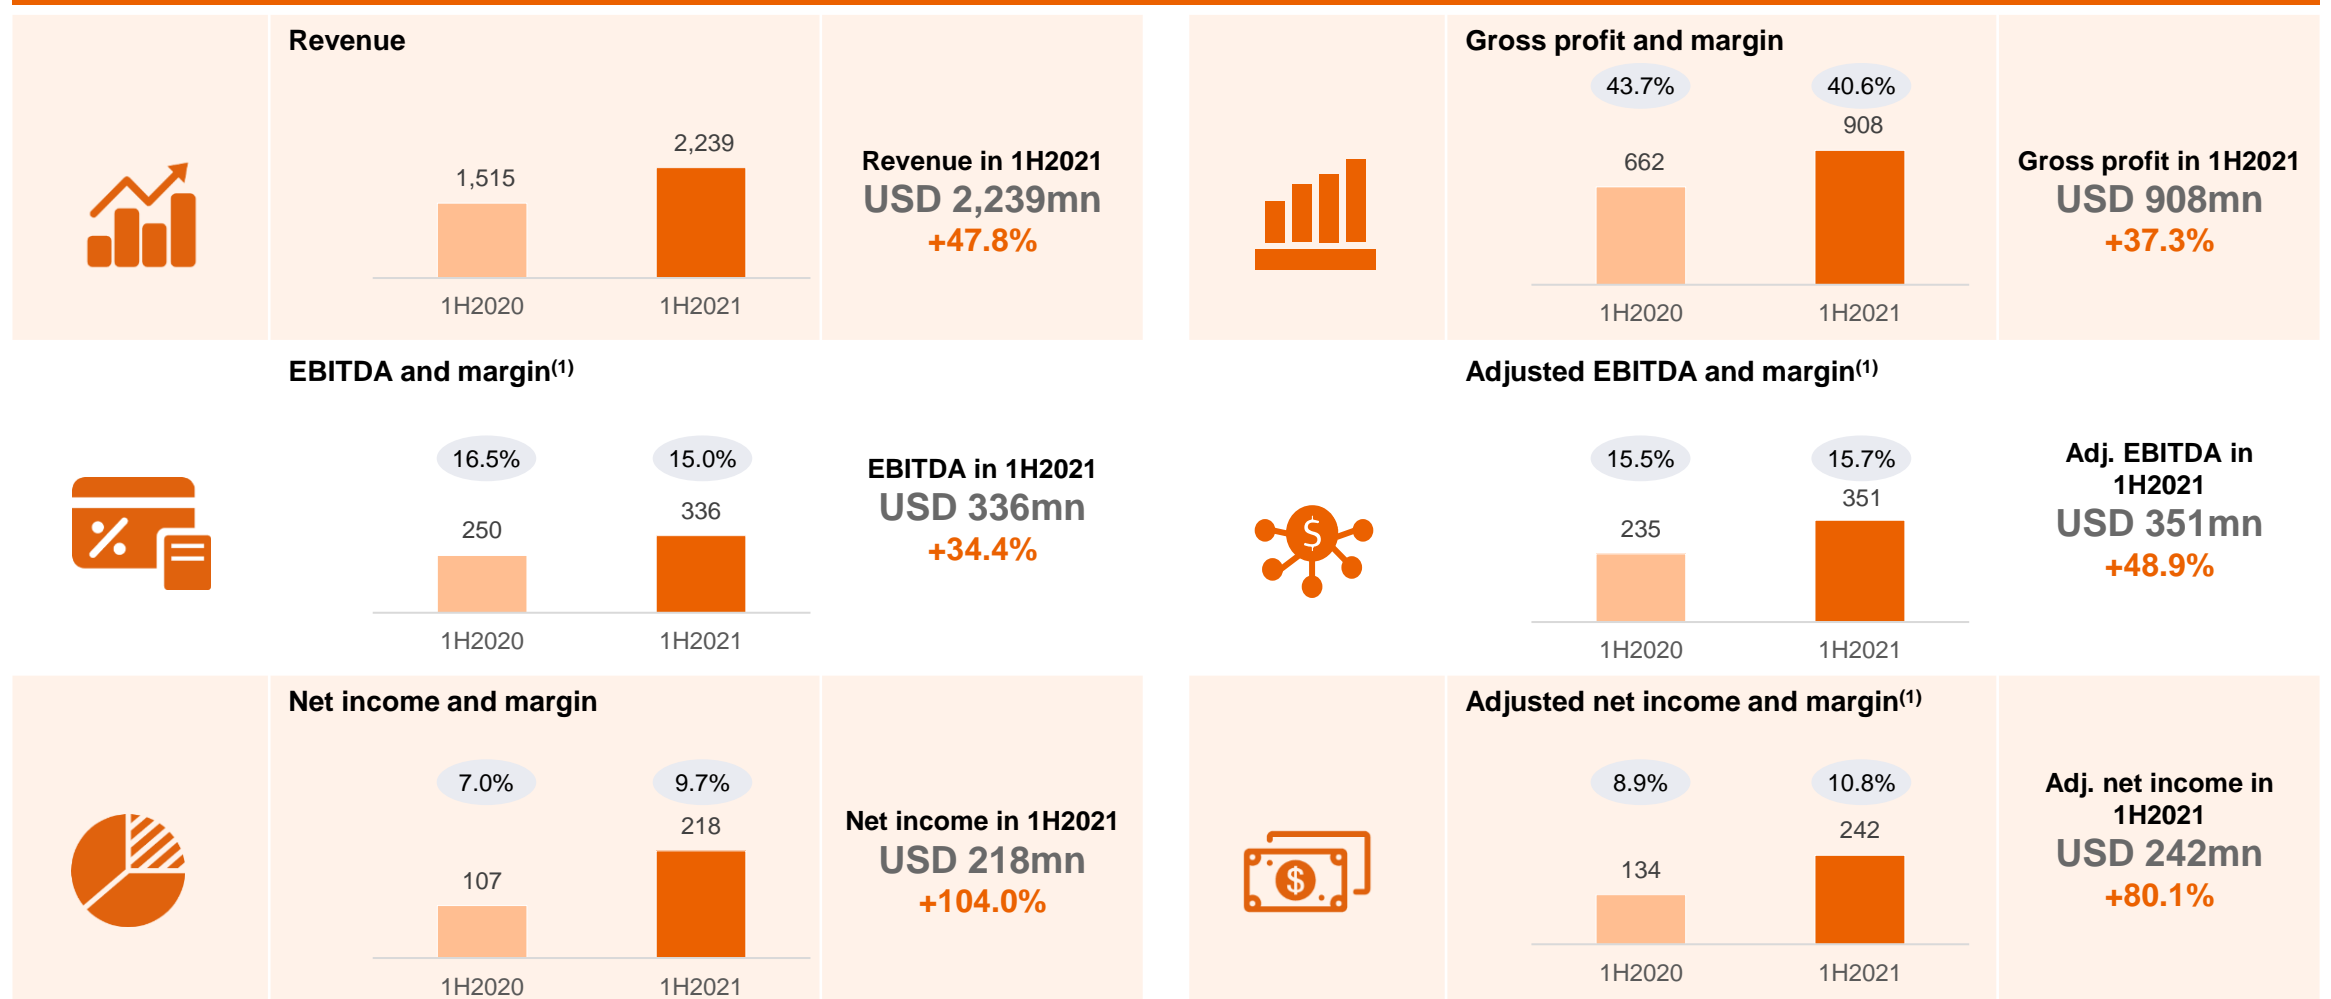 Revenue
1,515
2,239
1H2020
1H2021
Revenue in 1H2021
USD 2,239mn
+47.8%
Gross profit and margin
43.7%
40.6%
662
908
1H2020
1H2021
Gross profit in 1H2021
USD 908mn
+37.3%
EBITDA and margin(1)
16.5%
15.0%
250
336
1H2020
1H2021
EBITDA in 1H2021
USD 336mn
+34.4%
Adjusted EBITDA and margin(1)
15.5%
15.7%
235
351
1H2020
1H2021
$
Adj. EBITDA in
1H2021
USD 351mn
+48.9%
Net income and margin
7.0%
9.7%
107
218
1H2020
1H2021
Net income in 1H2021
USD 218mn
+104.0%
Adjusted net income and margin(1)
8.9%
10.8%
134
242
1H2020
1H2021
$
Adj. net income in
1H2021
USD 242mn
+80.1%
%